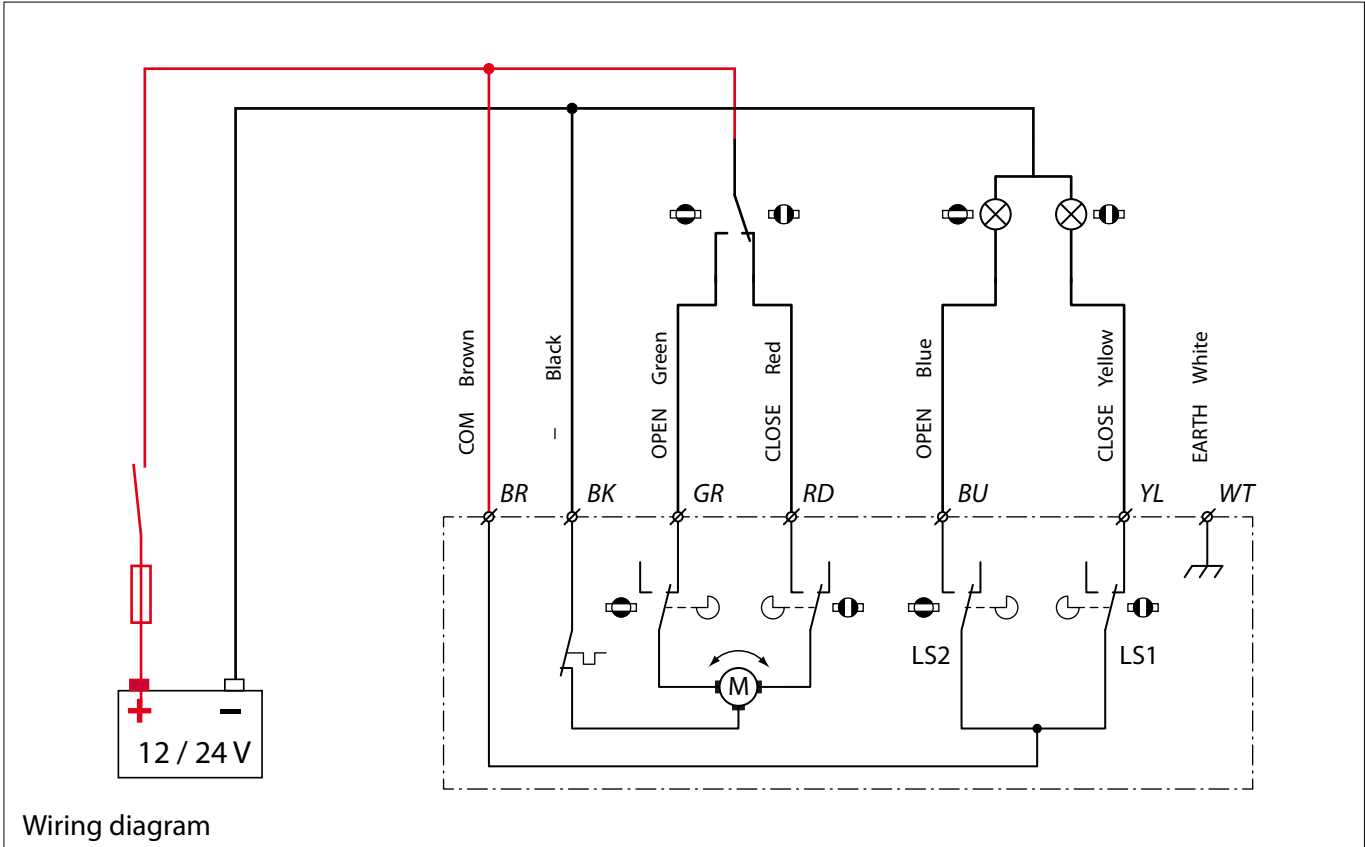 COM Brown
– Black
OPEN Green
CLOSE Red
OPEN Blue
CLOSE Yellow
EARTH White
BR
BK
GR
RD
BU
YL
WT
LS2
LS1
M
+
–
12 / 24 V
Wiring diagram